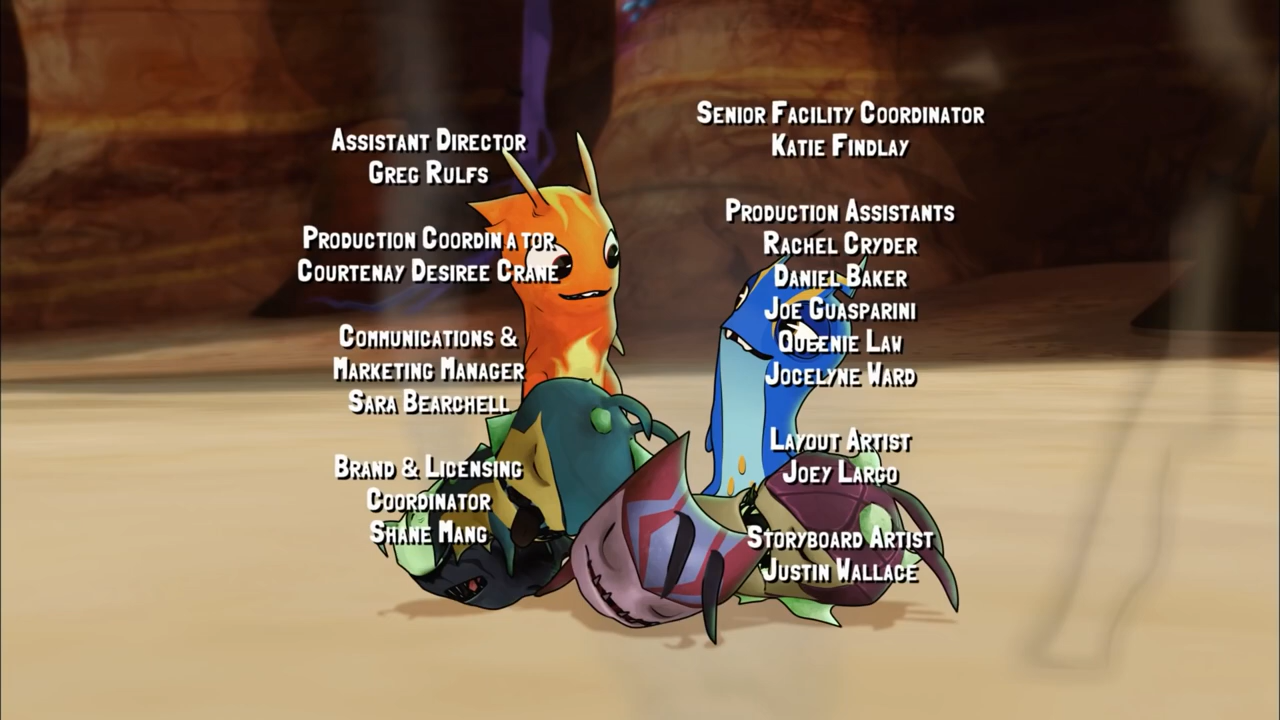 Assistant Director
Greg Rulfs
Production Coordinator
Courtenay Desiree Crane
Communications &
Marketing Manager
Sara Bearchell
Brand & Licensing
Coordinator
Shane Mang
Senior Facility Coordinator
Katie Findlay
Production Assistants
Rachel Cryder
Daniel Baker
Joe Guasparini
Queenie Law
Jocelyne Ward
Layout Artist
Joey Largo
Storyboard Artist
Justin Wallace